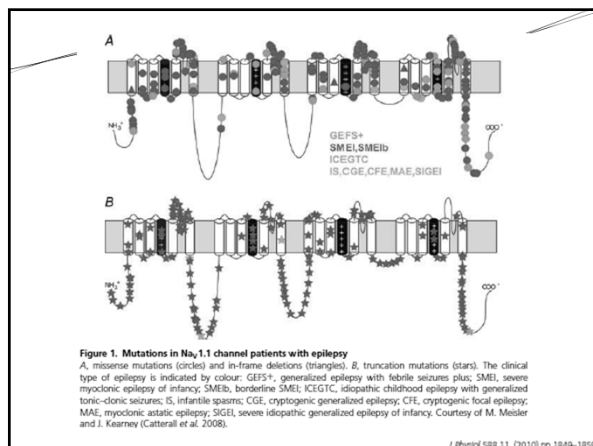 A
NH3+
COO-
GEFS+
SMEI,SMEIb
ICEGTC
IS,CGE,CFE,MAE,SIGEI
B
NH3+
COO-
Figure 1. Mutations in NaV1.1 channel patients with epilepsy
A, missense mutations (circles) and in-frame deletions (triangles). B, truncation mutations (stars). The clinical
type of epilepsy is indicated by colour: GEFS+, generalized epilepsy with febrile seizures plus; SMEI, severe
myoclonic epilepsy of infancy; SMEIb, borderline SMEI; ICEGTC, idiopathic childhood epilepsy with generalized
tonic-clonic seizures; IS, infantile spasms; CGE, cryptogenic generalized epilepsy; CFE, cryptogenic focal epilepsy;
MAE, myoclonic astatic epilepsy; SIGEI, severe idiopathic generalized epilepsy of infancy. Courtesy of M. Meisler
and J. Kearney (Catterall et al. 2008).
J Physiol 588.11 (2010) pp 1849–1859